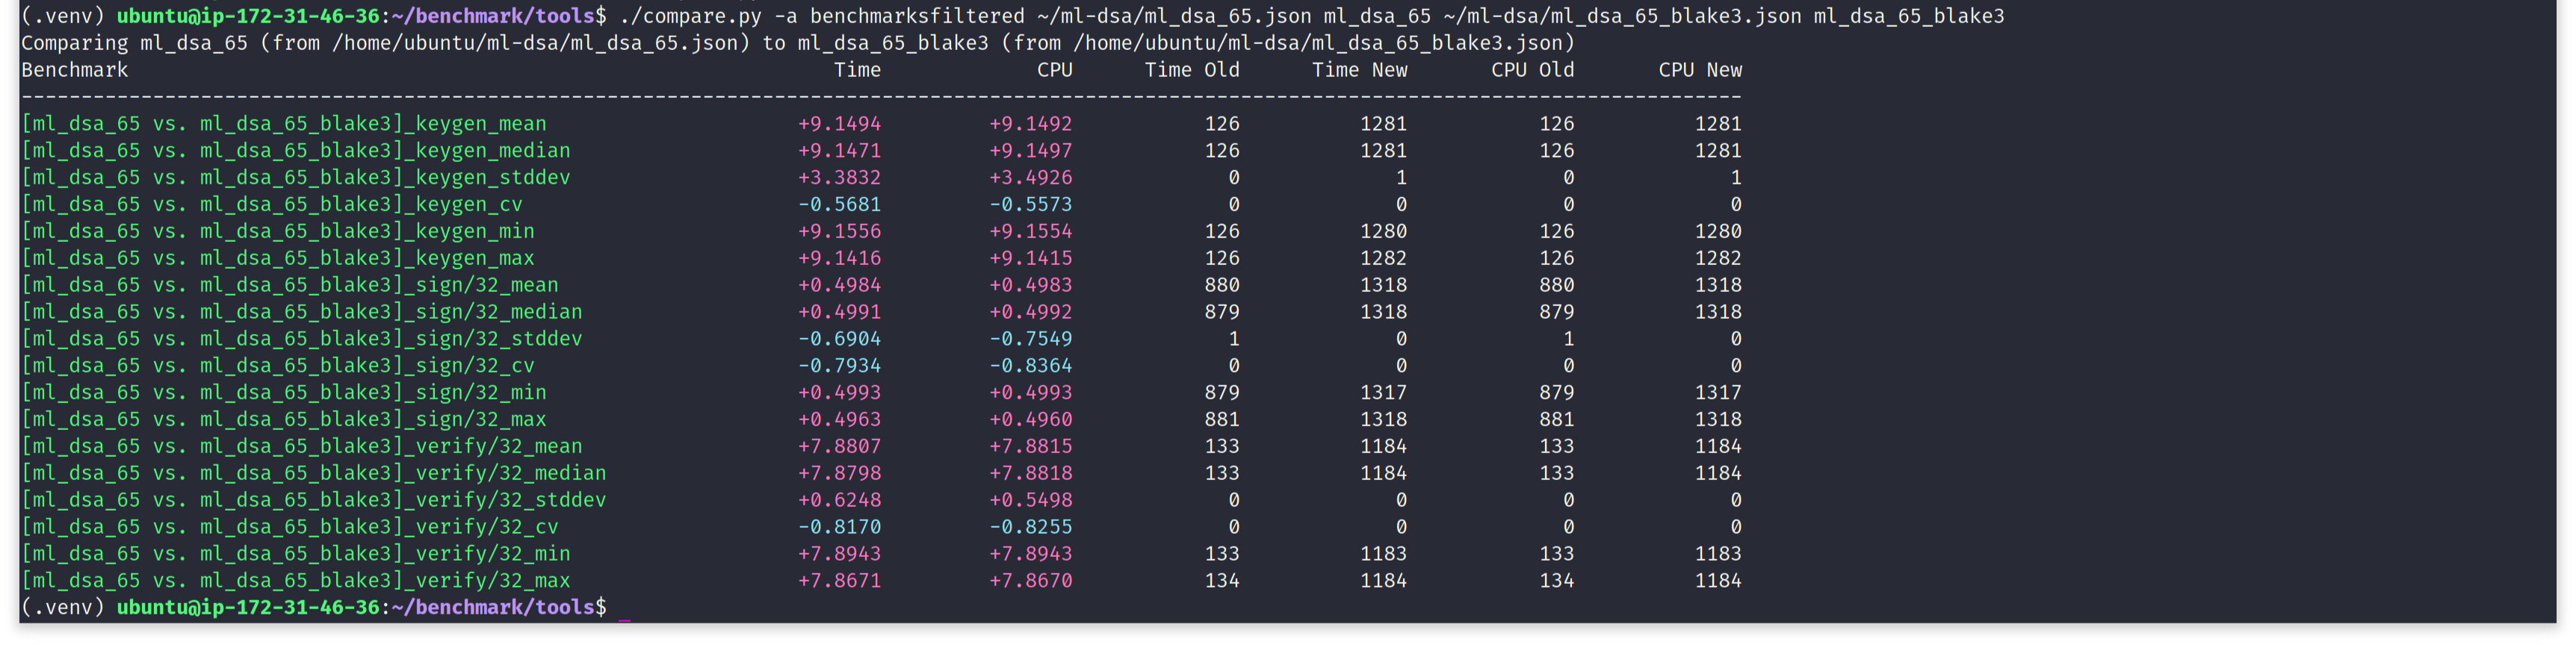 (.venv) ubuntu@ip-172-31-46-36:~/benchmark/tools$ ./compare.py -a benchmarksfiltered ~/ml-dsa/ml_dsa_65.json ml_dsa_65 ~/ml-dsa/ml_dsa_65_blake3.json ml_dsa_65_blake3
Comparing ml_dsa_65 (from /home/ubuntu/ml-dsa/ml_dsa_65.json) to ml_dsa_65_blake3 (from /home/ubuntu/ml-dsa/ml_dsa_65_blake3.json)
Benchmark Time CPU Time Old Time New CPU Old CPU New
------------------------------------------------------------------------------------------------------------------------------------------------
[ml_dsa_65 vs. ml_dsa_65_blake3]_keygen_mean +9.1494 +9.1492 126 1281 126 1281
[ml_dsa_65 vs. ml_dsa_65_blake3]_keygen_median +9.1471 +9.1497 126 1281 126 1281
[ml_dsa_65 vs. ml_dsa_65_blake3]_keygen_stddev +3.3832 +3.4926 0 1 0 1
[ml_dsa_65 vs. ml_dsa_65_blake3]_keygen_cv -0.5681 -0.5573 0 0 0 0
[ml_dsa_65 vs. ml_dsa_65_blake3]_keygen_min +9.1556 +9.1554 126 1280 126 1280
[ml_dsa_65 vs. ml_dsa_65_blake3]_keygen_max +9.1416 +9.1415 126 1282 126 1282
[ml_dsa_65 vs. ml_dsa_65_blake3]_sign/32_mean +0.4984 +0.4983 880 1318 880 1318
[ml_dsa_65 vs. ml_dsa_65_blake3]_sign/32_median +0.4991 +0.4992 879 1318 879 1318
[ml_dsa_65 vs. ml_dsa_65_blake3]_sign/32_stddev -0.6904 -0.7549 1 0 1 0
[ml_dsa_65 vs. ml_dsa_65_blake3]_sign/32_cv -0.7934 -0.8364 0 0 0 0
[ml_dsa_65 vs. ml_dsa_65_blake3]_sign/32_min +0.4993 +0.4993 879 1317 879 1317
[ml_dsa_65 vs. ml_dsa_65_blake3]_sign/32_max +0.4963 +0.4960 881 1318 881 1318
[ml_dsa_65 vs. ml_dsa_65_blake3]_verify/32_mean +7.8807 +7.8815 133 1184 133 1184
[ml_dsa_65 vs. ml_dsa_65_blake3]_verify/32_median +7.8798 +7.8818 133 1184 133 1184
[ml_dsa_65 vs. ml_dsa_65_blake3]_verify/32_stddev +0.6248 +0.5498 0 0 0 0
[ml_dsa_65 vs. ml_dsa_65_blake3]_verify/32_cv -0.8170 -0.8255 0 0 0 0
[ml_dsa_65 vs. ml_dsa_65_blake3]_verify/32_min +7.8943 +7.8943 133 1183 133 1183
[ml_dsa_65 vs. ml_dsa_65_blake3]_verify/32_max +7.8671 +7.8670 134 1184 134 1184
(.venv) ubuntu@ip-172-31-46-36:~/benchmark/tools$ _